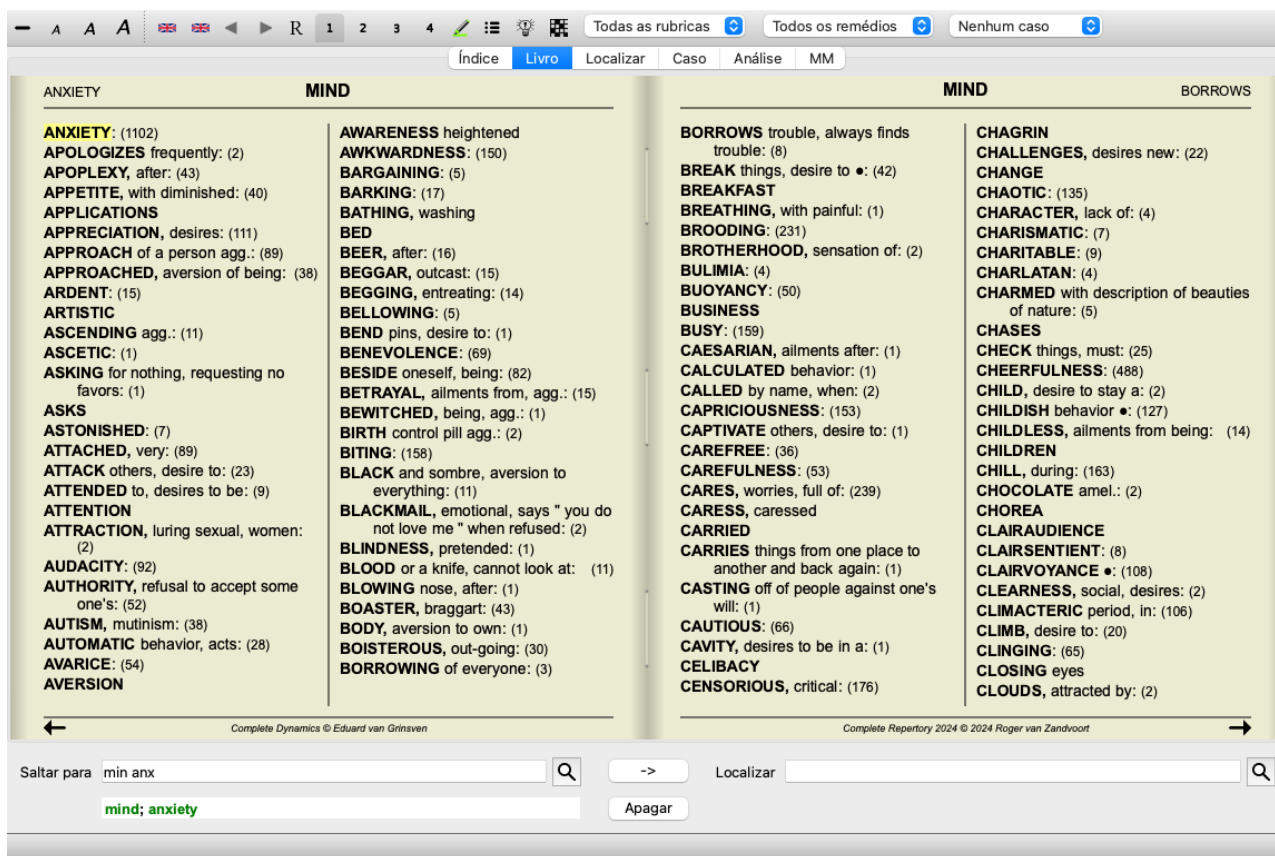 A A A R 1 2 3 4 Todas as rubricas Todos os remédios Nenhum caso
Índice Livro Localizar Caso Análise MM
ANXIETY MIND
ANXIETY: (1102)
APOLOGIZES frequently: (2)
APOPLEXY, after: (43)
APPETITE, with diminished: (40)
APPLICATIONS
APPRECIATION, desires: (111)
APPROACH of a person agg.: (89)
APPROACHED, aversion of being: (38)
ARDENT: (15)
ARTISTIC
ASCENDING agg.: (11)
ASCETIC: (1)
ASKING for nothing, requesting no
favors: (1)
ASKS
ASTONISHED: (7)
ATTACHED, very: (89)
ATTACK others, desire to: (23)
ATTENDED to, desires to be: (9)
ATTENTION
ATTRACTION, luring sexual, women:
(2)
AUDACITY: (92)
AUTHORITY, refusal to accept some
one's: (52)
AUTISM, mutinism: (38)
AUTOMATIC behavior, acts: (28)
AVARICE: (54)
AVERSION
AWARENESS heightened
AWKWARDNESS: (150)
BARGAINING: (5)
BARKING: (17)
BATHING, washing
BED
BEER, after: (16)
BEGGAR, outcast: (15)
BEGGING, entreating: (14)
BELLOWING: (5)
BEND pins, desire to: (1)
BENEVOLENCE: (69)
BESIDE oneself, being: (82)
BETRAYAL, ailments from, agg.: (15)
BEWITCHED, being, agg.: (1)
BIRTH control pill agg.: (2)
BITING: (158)
BLACK and sombre, aversion to
everything: (11)
BLACKMAIL, emotional, says " you do
not love me " when refused: (2)
BLINDNESS, pretended: (1)
BLOOD or a knife, cannot look at: (11)
BLOWING nose, after: (1)
BOASTER, braggart: (43)
BODY, aversion to own: (1)
BOISTEROUS, out-going: (30)
BORROWING of everyone: (3)
Complete Dynamics © Eduard van Grinsven
MIND BORROWS
BORROWS trouble, always finds
trouble: (8)
BREAK things, desire to ●: (42)
BREAKFAST
BREATHING, with painful: (1)
BROODING: (231)
BROTHERHOOD, sensation of: (2)
BULIMIA: (4)
BUOYANCY: (50)
BUSINESS
BUSY: (159)
CAESARIAN, ailments after: (1)
CALCULATED behavior: (1)
CALLED by name, when: (2)
CAPRICIOUSNESS: (153)
CAPTIVATE others, desire to: (1)
CAREFREE: (36)
CAREFULNESS: (53)
CARES, worries, full of: (239)
CARESS, caressed
CARRIED
CARRIES things from one place to
another and back again: (1)
CASTING off of people against one's
will: (1)
CAUTIOUS: (66)
CAVITY, desires to be in a: (1)
CELIBACY
CENSORIOUS, critical: (176)
CHAGRIN
CHALLENGES, desires new: (22)
CHANGE
CHAOTIC: (135)
CHARACTER, lack of: (4)
CHARISMATIC: (7)
CHARITABLE: (9)
CHARLATAN: (4)
CHARMED with description of beauties
of nature: (5)
CHASES
CHECK things, must: (25)
CHEERFULNESS: (488)
CHILD, desire to stay a: (2)
CHILDISH behavior ●: (127)
CHILDLESS, ailments from being: (14)
CHILDREN
CHILL, during: (163)
CHOCOLATE amel.: (2)
CHOREA
CLAIRAUDIENCE
CLAIRSENTIENT: (8)
CLAIRVOYANCE ●: (108)
CLEARNESS, social, desires: (2)
CLIMACTERIC period, in: (106)
CLIMB, desire to: (20)
CLINGING: (65)
CLOSING eyes
CLOUDS, attracted by: (2)
Complete Repertory 2024 © 2024 Roger van Zandvoort
Saltar para min anx -> Localizar
mind; anxiety Apagar